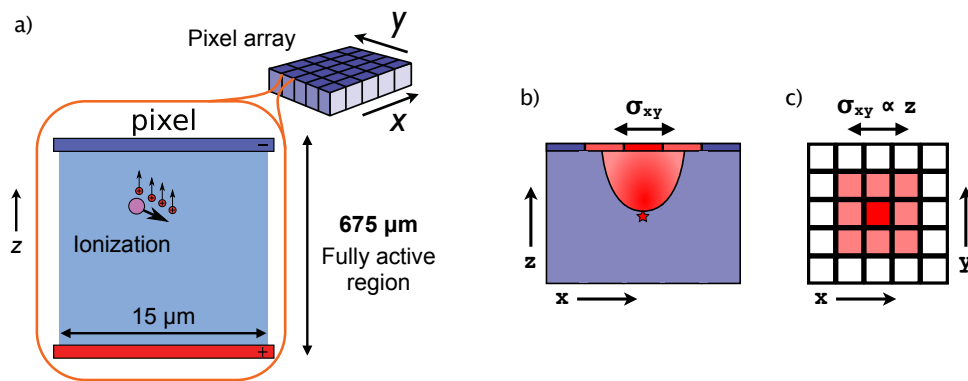 a)
Pixel array
y
x
pixel
−
z
Ionization
15 μm
+
675 μm
Fully active
region
b)
σxy
z
x
c)
σxy ∝ z
y
x